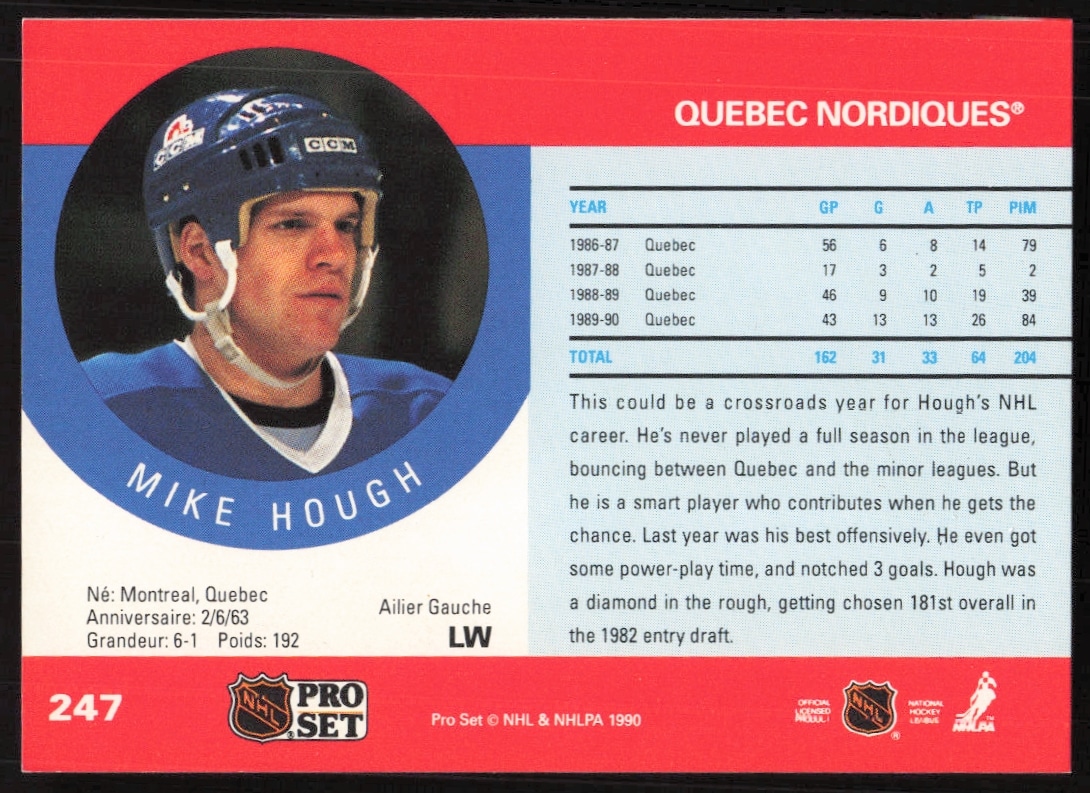 QUEBEC NORDIQUES®
CCM
CCM
YEAR GP G A TP PIM
1986-87 Quebec 56 6 8 14 79
1987-88 Quebec 17 3 2 5 2
1988-89 Quebec 46 9 10 19 39
1989-90 Quebec 43 13 13 26 84
TOTAL 162 31 33 64 204
This could be a crossroads year for Hough's NHL
career. He's never played a full season in the league,
bouncing between Quebec and the minor leagues. But
he is a smart player who contributes when he gets the
chance. Last year was his best offensively. He even got
some power-play time, and notched 3 goals. Hough was
a diamond in the rough, getting chosen 181st overall in
the 1982 entry draft.
MIKE HOUGH
Né: Montreal, Quebec
Anniversaire: 2/6/63
Grandeur: 6-1 Poids: 192
Ailier Gauche
LW
247
NHL
PRO
SET
®
Pro Set © NHL & NHLPA 1990
OFFICIAL
LICENSED
NHL
®
NATIONAL
HOCKEY
NHLPA
™